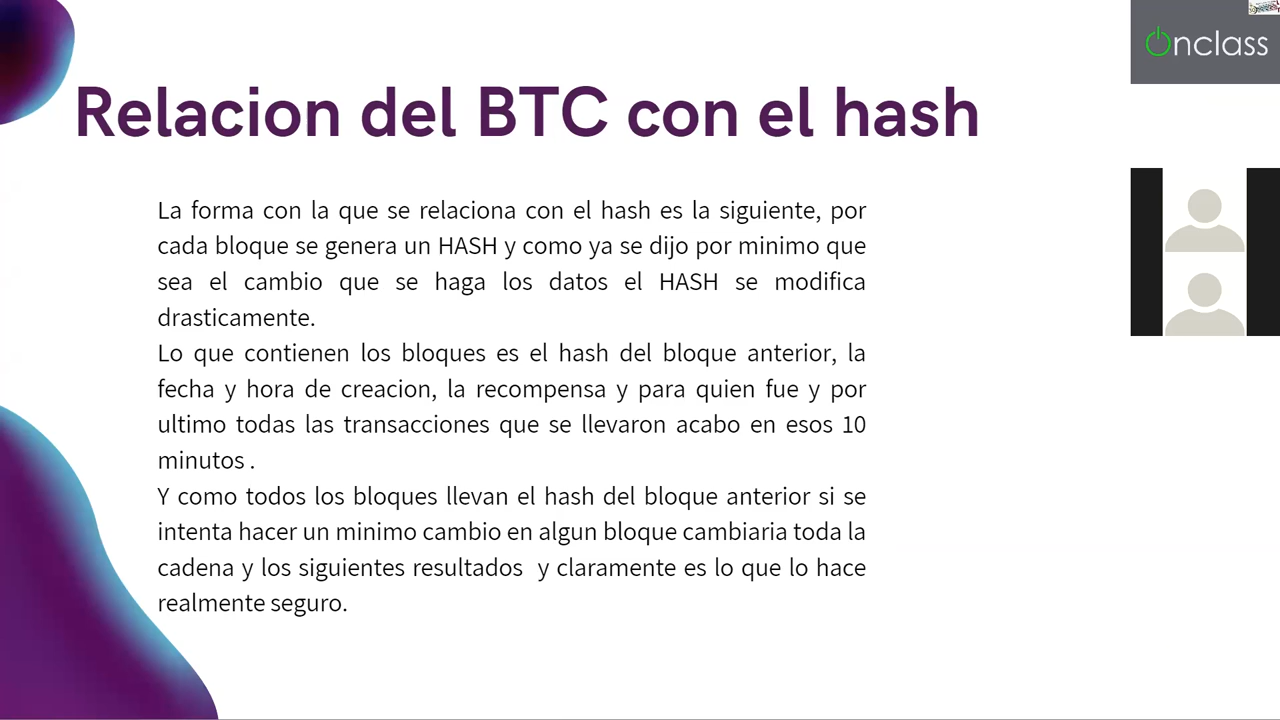 Onclass
Relacion del BTC con el hash
La forma con la que se relaciona con el hash es la siguiente, por
cada bloque se genera un HASH y como ya se dijo por minimo que
sea el cambio que se haga los datos el HASH se modifica
drasticamente.
Lo que contienen los bloques es el hash del bloque anterior, la
fecha y hora de creacion, la recompensa y para quien fue y por
ultimo todas las transacciones que se llevaron acabo en esos 10
minutos .
Y como todos los bloques llevan el hash del bloque anterior si se
intenta hacer un minimo cambio en algun bloque cambiaria toda la
cadena y los siguientes resultados y claramente es lo que lo hace
realmente seguro.